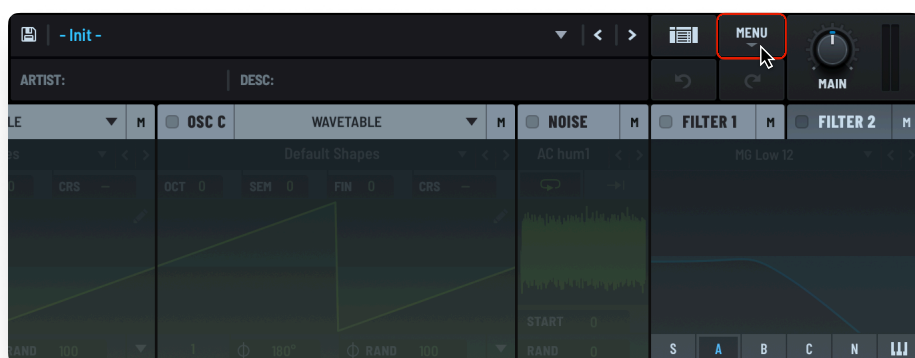 - Init -
MENU
ARTIST: DESC:
MAIN
LE M OSC C WAVETABLE M NOISE M FILTER 1 M FILTER 2 M
es Default Shapes AC hum1 MG Low 12
0 CRS – OCT 0 SEM 0 FIN 0 CRS –
START 0
RAND 100 1 180° RAND 100 RAND 0 S A B C N